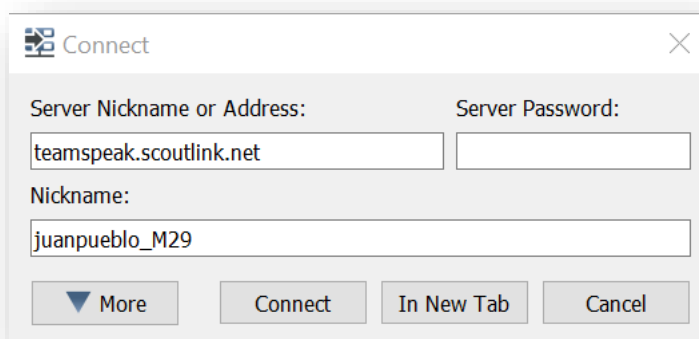 Connect
Server Nickname or Address: Server Password:
teamspeak.scoutlink.net
Nickname:
juanpueblo_M29
More Connect In New Tab Cancel